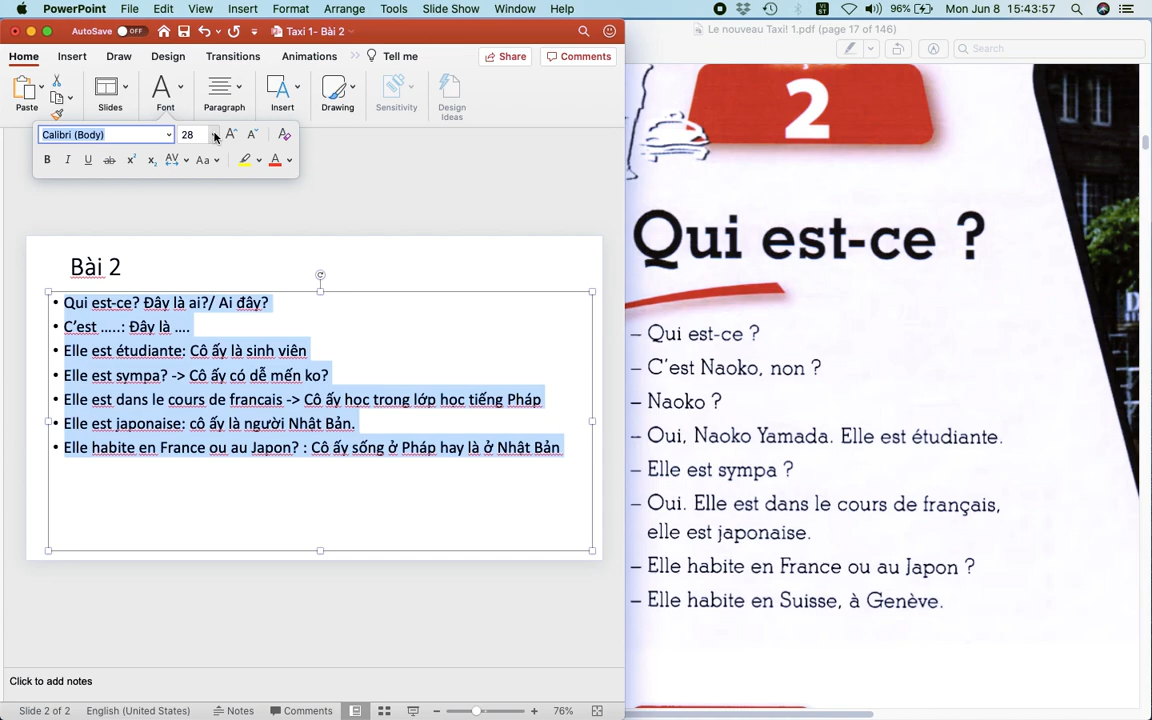 PowerPoint File Edit View Insert Format Arrange Tools Slide Show Window Help 96% Mon Jun 8 15:43:57
AutoSave OFF Taxi 1- Bài 2
Home Insert Draw Design Transitions Animations Tell me Share Comments
Paste Slides Font Paragraph Insert Drawing Sensitivity Design
Ideas
Calibri (Body) 28
B I U ab x² x₂ AV Aa A
Bài 2
• Qui est-ce? Đây là ai?/ Ai đây?
• C’est …..: Đây là ….
• Elle est étudiante: Cô ấy là sinh viên
• Elle est sympa? -> Cô ấy có dễ mến ko?
• Elle est dans le cours de francais -> Cô ấy học trong lớp học tiếng Pháp
• Elle est japonaise: cô ấy là người Nhật Bản.
• Elle habite en France ou au Japon? : Cô ấy sống ở Pháp hay là ở Nhật Bản
Click to add notes
Slide 2 of 2 English (United States) Notes Comments 76%
Le nouveau Taxi! 1.pdf (page 17 of 146)
Search
2
Qui est-ce ?
– Qui est-ce ?
– C’est Naoko, non ?
– Naoko ?
– Oui, Naoko Yamada. Elle est étudiante.
– Elle est sympa ?
– Oui. Elle est dans le cours de français,
elle est japonaise.
– Elle habite en France ou au Japon ?
– Elle habite en Suisse, à Genève.